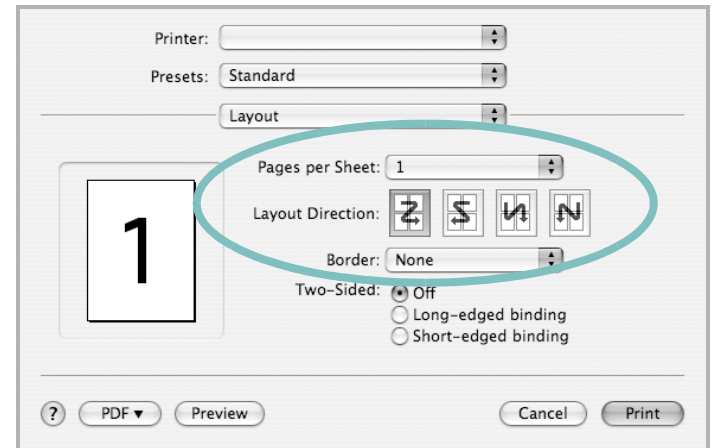 Printer:
Presets: Standard
Layout
Pages per Sheet: 1
Layout Direction:
1
Border: None
Two-Sided: Off
Long-edged binding
Short-edged binding
? PDF ▼ Preview Cancel Print